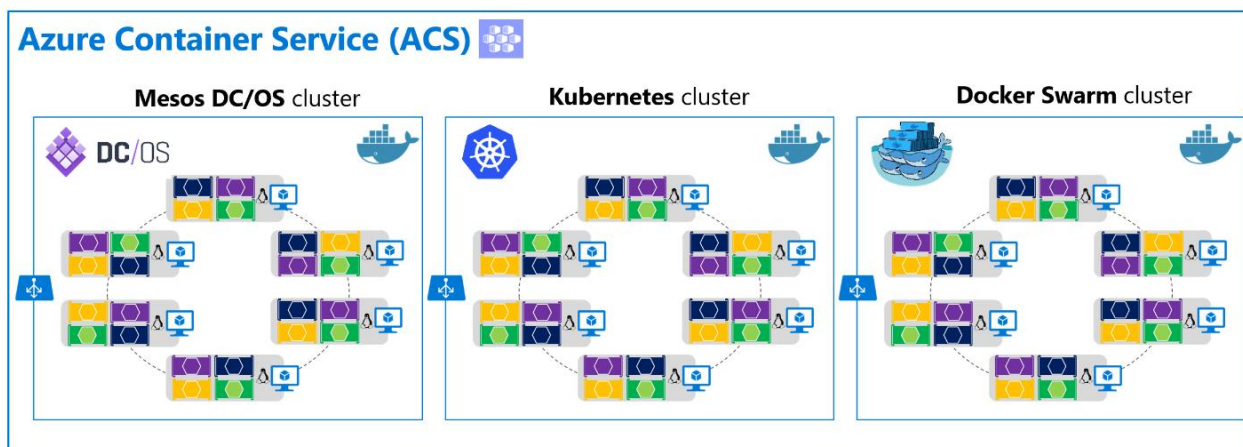 Azure Container Service (ACS)
Mesos DC/OS cluster
Kubernetes cluster
Docker Swarm cluster
DC/OS